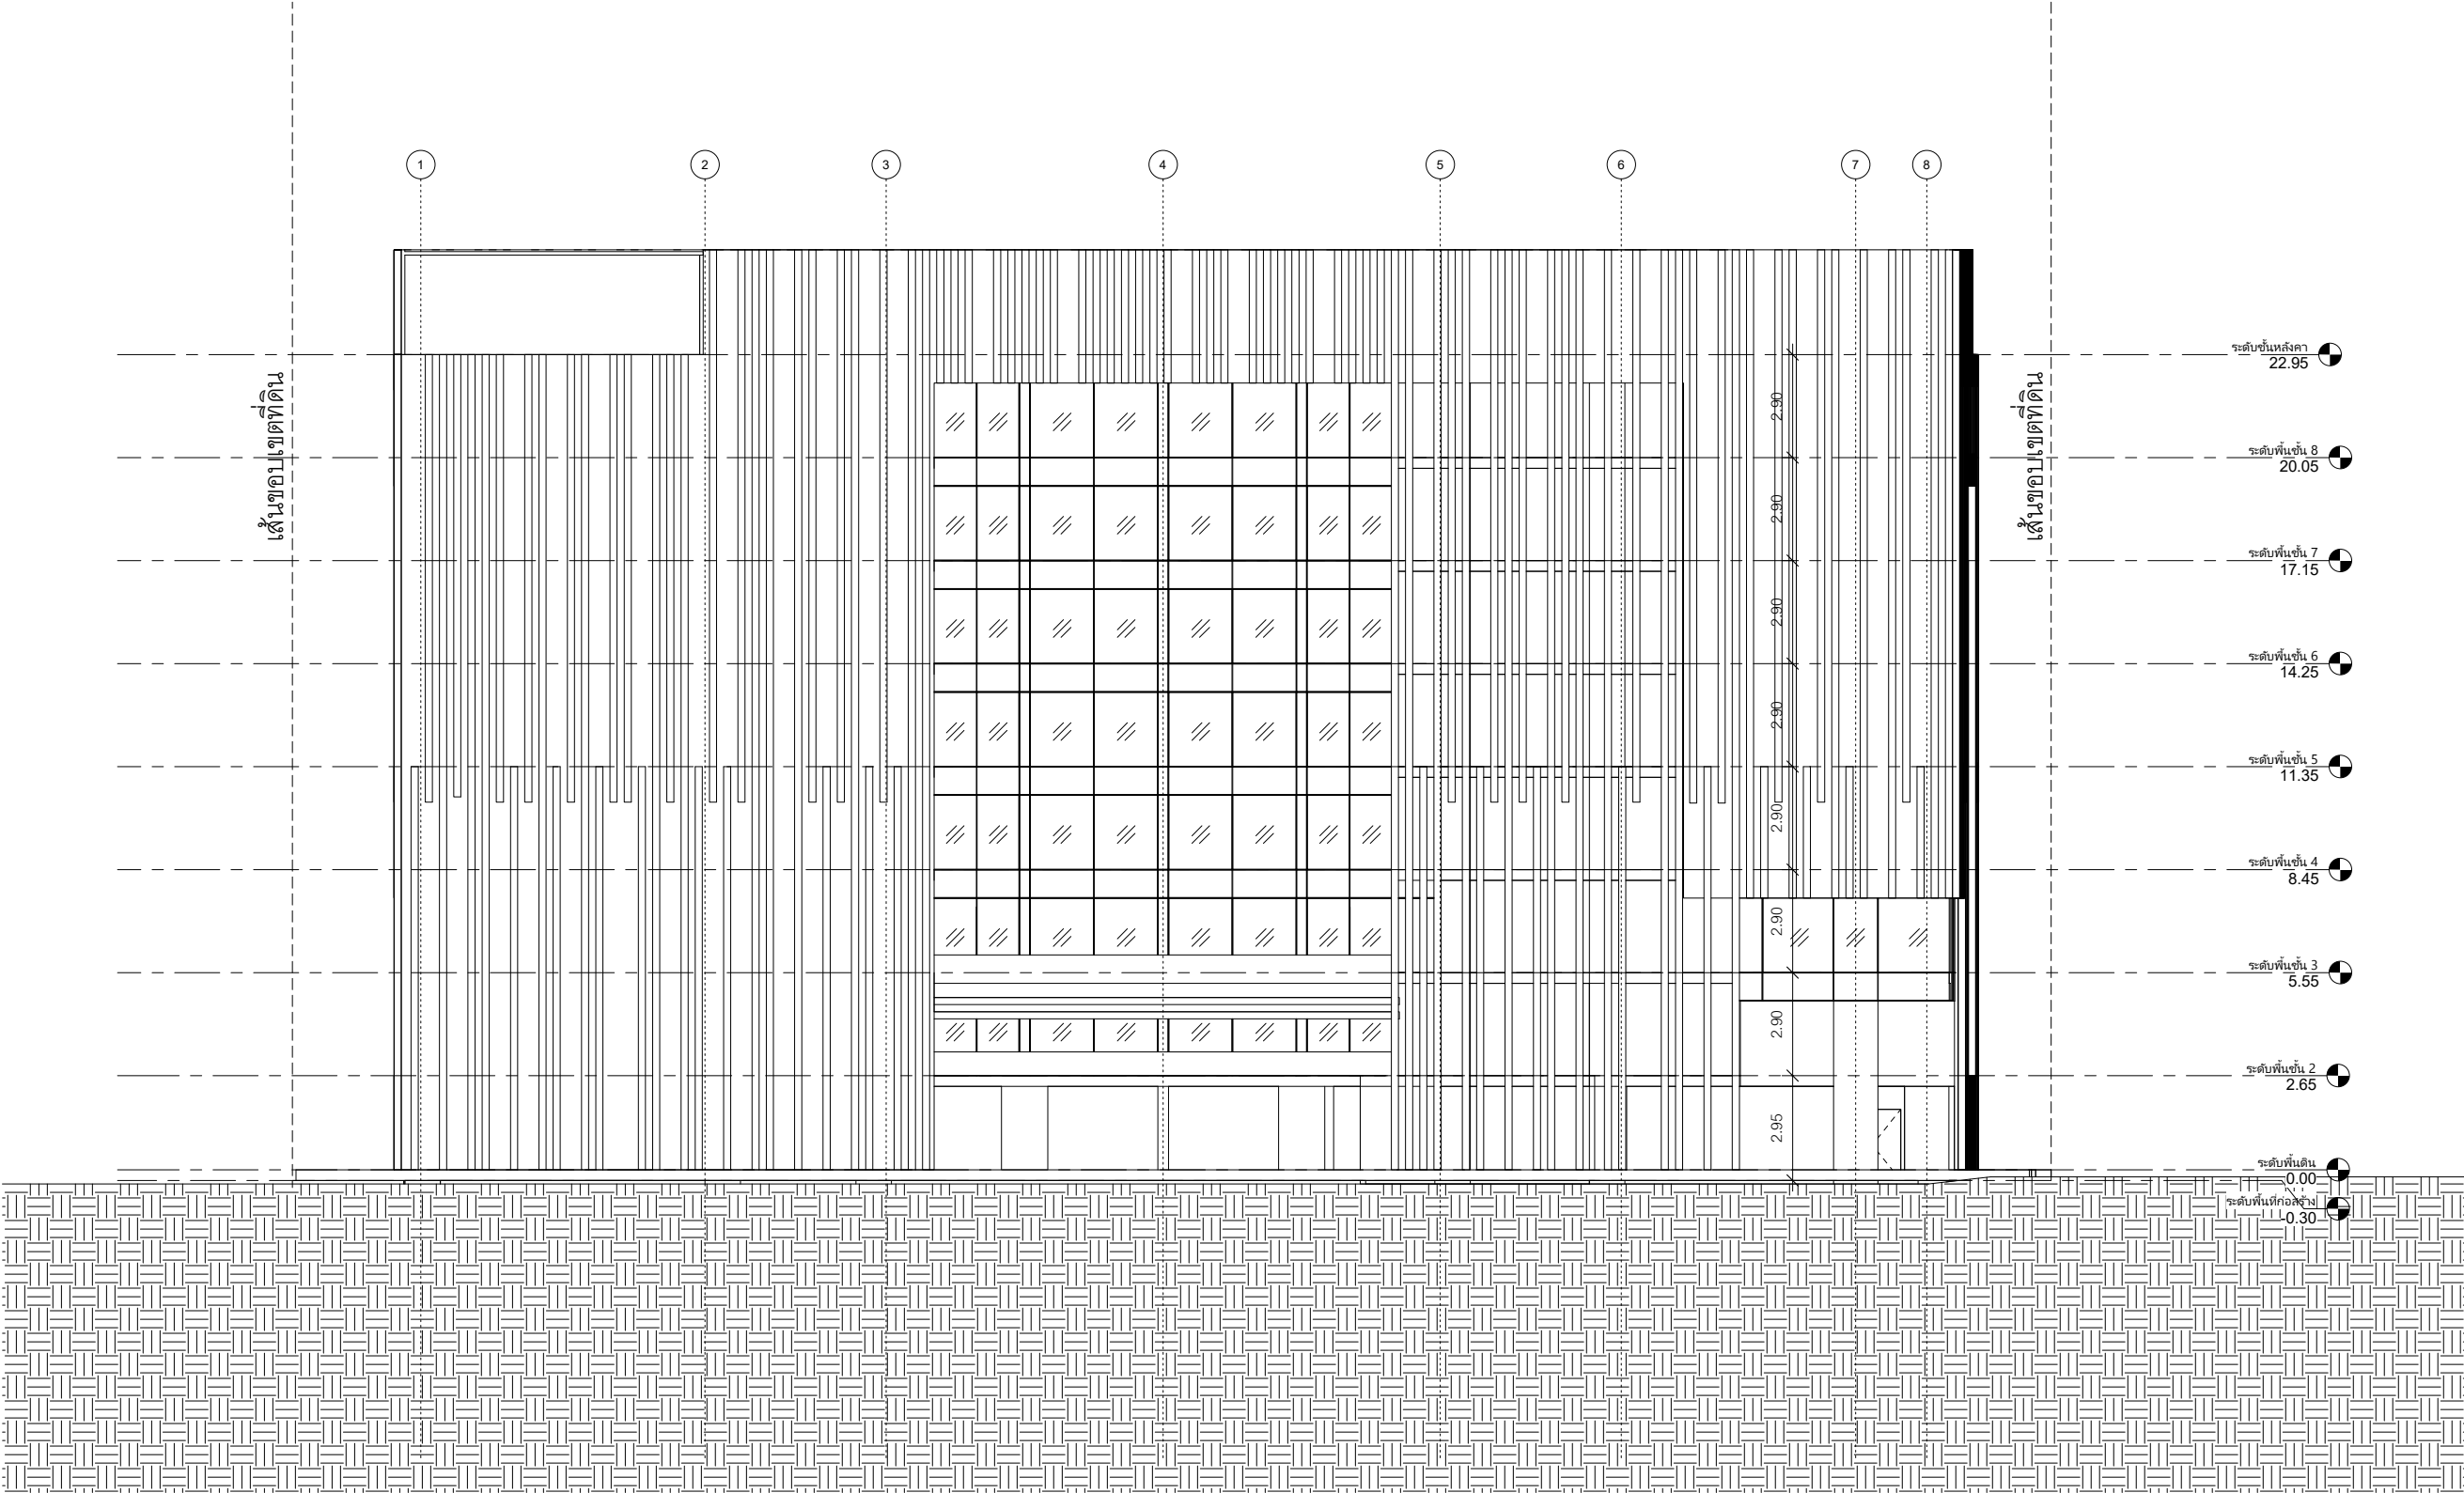 1
2
3
4
5
6
7
8
เส้นขอบเขตที่ดิน
เส้นขอบเขตที่ดิน
ระดับชั้นหลังคา
22.95
2.90
ระดับพื้นชั้น 8
20.05
2.90
ระดับพื้นชั้น 7
17.15
2.90
ระดับพื้นชั้น 6
14.25
2.90
ระดับพื้นชั้น 5
11.35
2.90
ระดับพื้นชั้น 4
8.45
2.90
ระดับพื้นชั้น 3
5.55
2.90
ระดับพื้นชั้น 2
2.65
2.95
ระดับพื้นดิน
0.00
ระดับพื้นที่ก่อสร้าง
-0.30